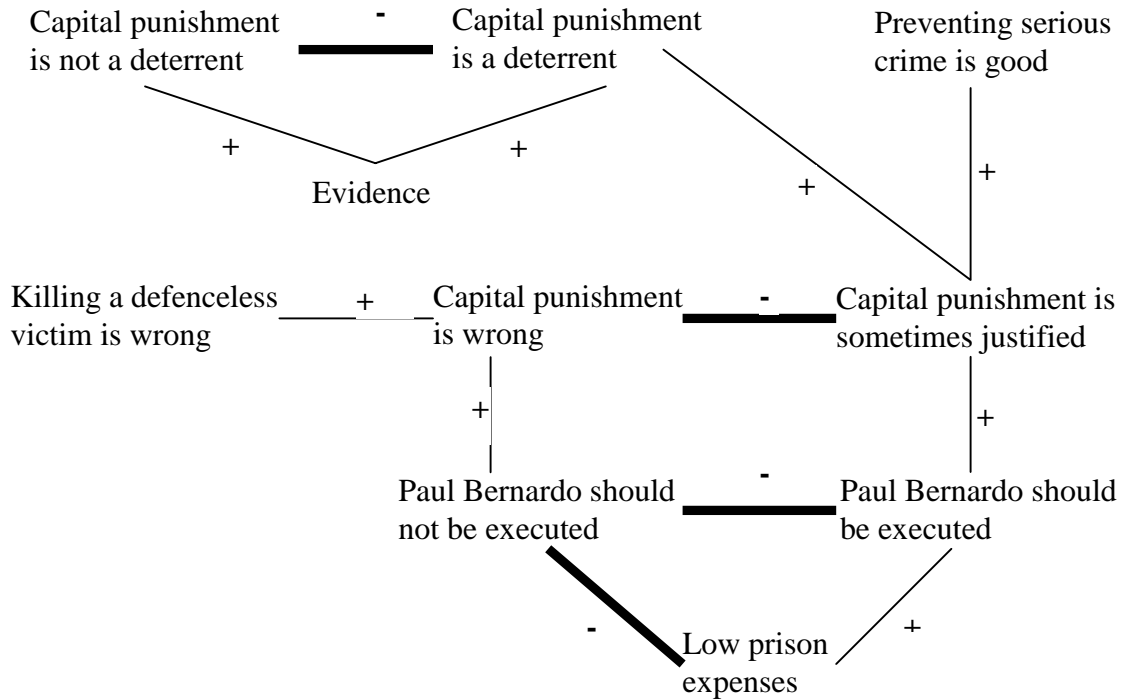 Capital punishment
is not a deterrent
-
Capital punishment
is a deterrent
Preventing serious
crime is good
+
+
+
+
Evidence
Killing a defenceless
victim is wrong
+
Capital punishment
is wrong
-
Capital punishment is
sometimes justified
+
+
Paul Bernardo should
not be executed
-
Paul Bernardo should
be executed
-
+
Low prison
expenses